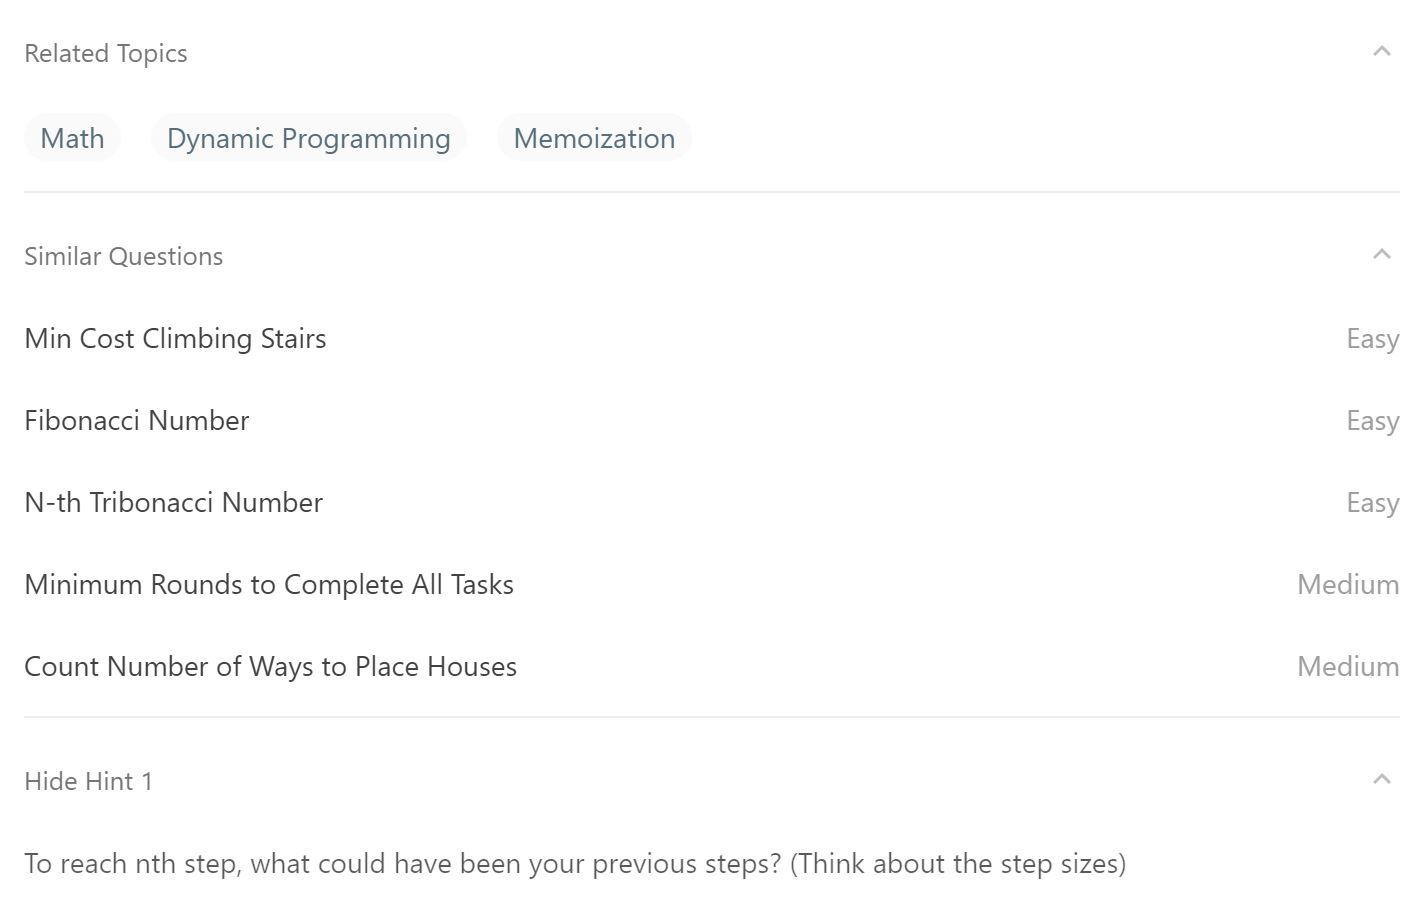 Related Topics
Math Dynamic Programming Memoization
Similar Questions
Min Cost Climbing Stairs Easy
Fibonacci Number Easy
N-th Tribonacci Number Easy
Minimum Rounds to Complete All Tasks Medium
Count Number of Ways to Place Houses Medium
Hide Hint 1
To reach nth step, what could have been your previous steps? (Think about the step sizes)